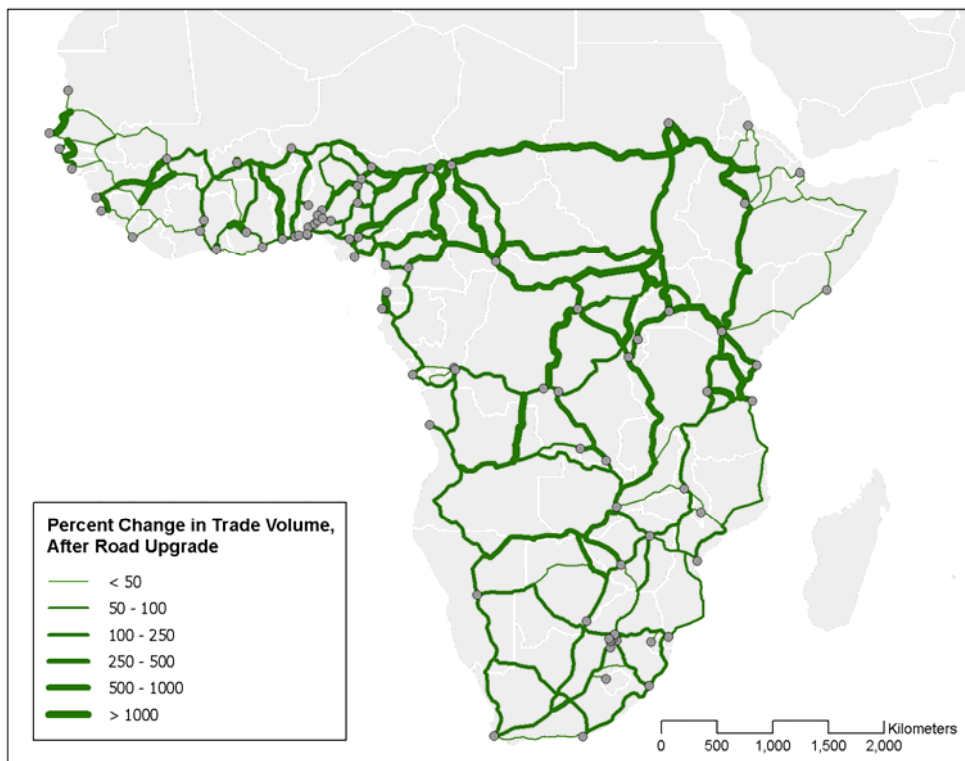 Percent Change in Trade Volume,
After Road Upgrade
< 50
50 - 100
100 - 250
250 - 500
500 - 1000
> 1000
Kilometers
0 500 1,000 1,500 2,000